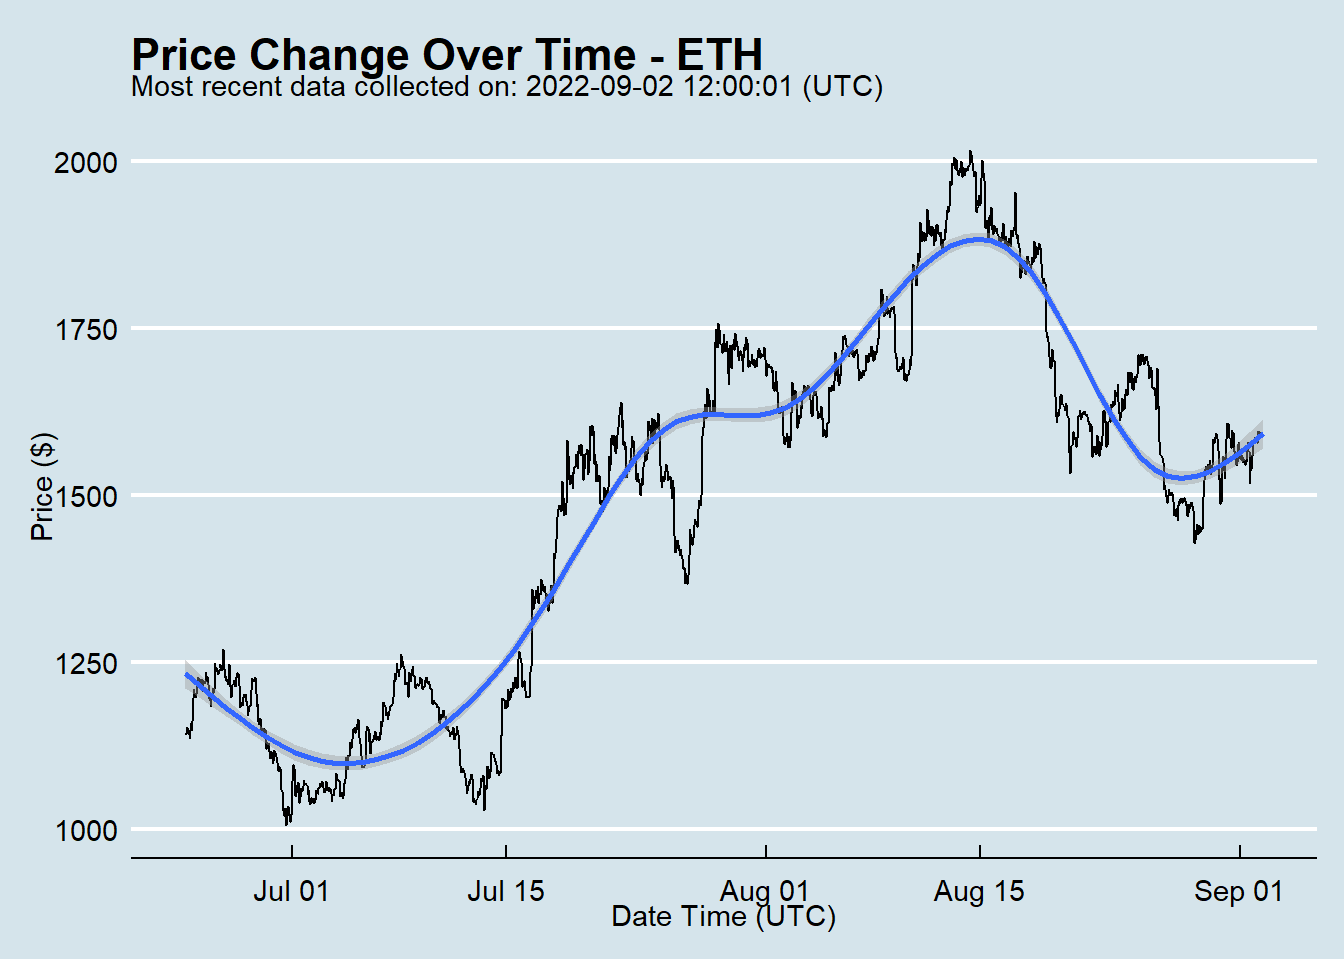 Price Change Over Time - ETH
Most recent data collected on: 2022-09-02 12:00:01 (UTC)
2000
1750
1500
1250
1000
Price ($)
Jul 01 Jul 15 Aug 01 Aug 15 Sep 01
Date Time (UTC)